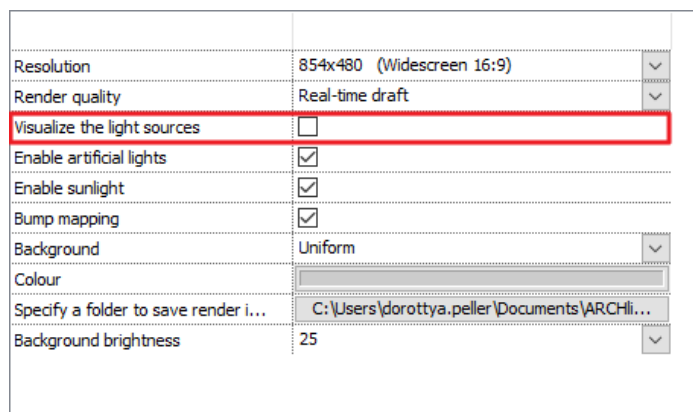 Resolution 854x480 (Widescreen 16:9)
Render quality Real-time draft
Visualize the light sources
Enable artificial lights
Enable sunlight
Bump mapping
Background Uniform
Colour
Specify a folder to save render i... C:\Users\dorottya.peller\Documents\ARCHli...
Background brightness 25